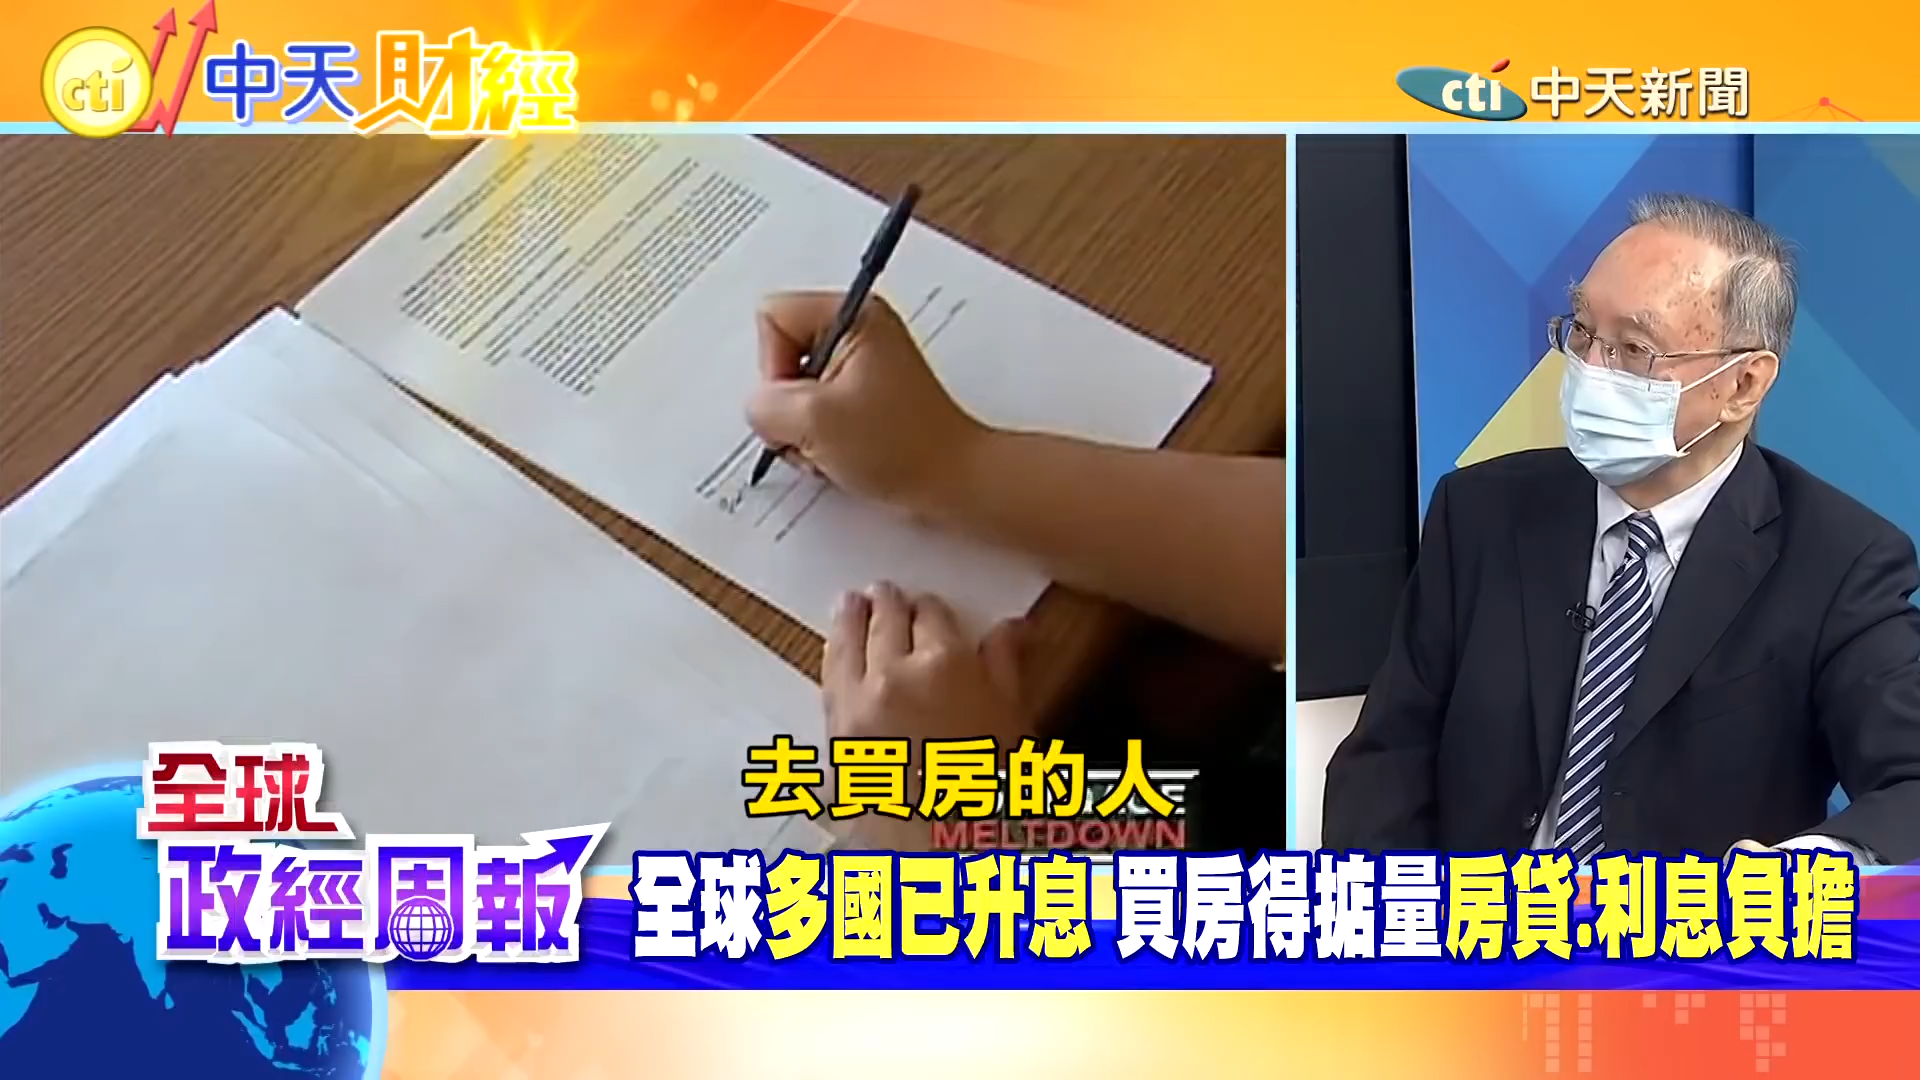 cti 中天財經
cti 中天新聞
去買房的人
MELTDOWN
全球
政經周報
全球多國已升息 買房得掂量房貸.利息負擔